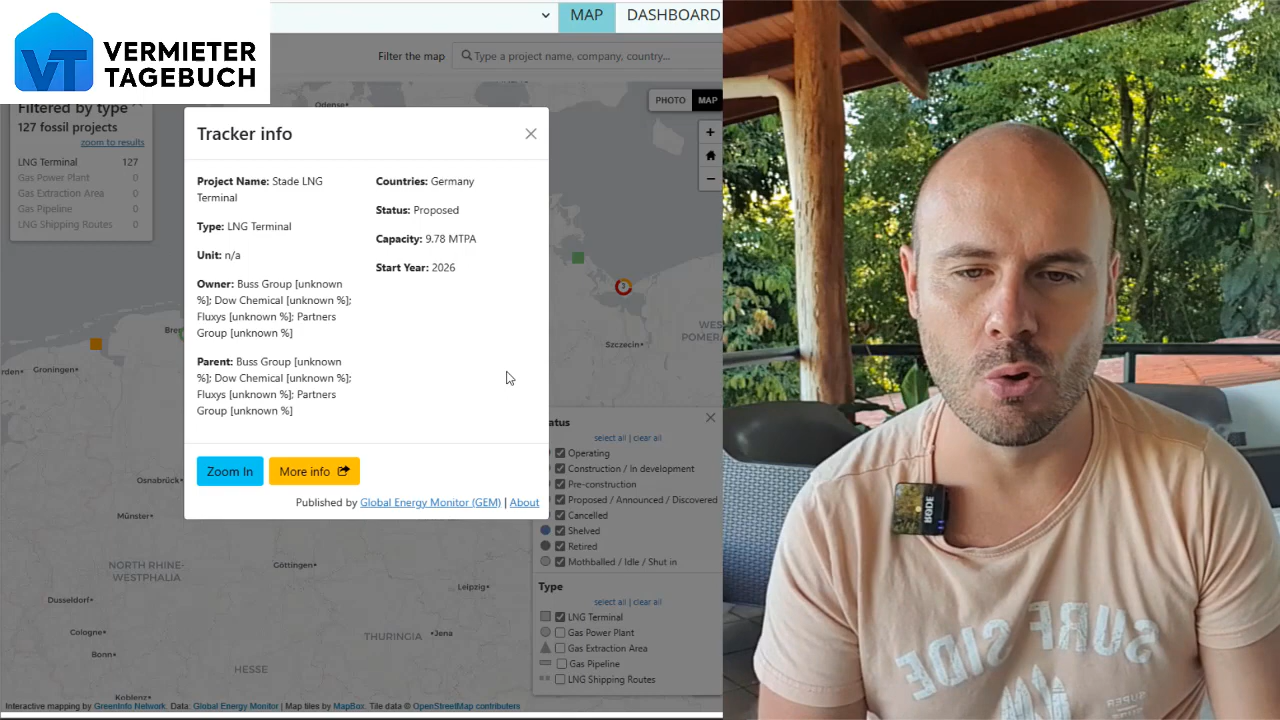 VERMIETER
TAGEBUCH
VT
MAP
DASHBOARD
Filter the map
Type a project name, company, country...
Filtered by type
127 fossil projects
zoom to results
LNG Terminal 127
Gas Power Plant 0
Gas Extraction Area 0
Gas Pipeline 0
LNG Shipping Routes 0
Odense
PHOTO
MAP
+
−
Tracker info
Project Name: Stade LNG
Terminal
Type: LNG Terminal
Unit: n/a
Owner: Buss Group [unknown
%]; Dow Chemical [unknown %];
Fluxys [unknown %]; Partners
Group [unknown %]
Parent: Buss Group [unknown
%]; Dow Chemical [unknown %];
Fluxys [unknown %]; Partners
Group [unknown %]
Countries: Germany
Status: Proposed
Capacity: 9.78 MTPA
Start Year: 2026
Zoom In
More info
Published by Global Energy Monitor (GEM) | About
Bre
rden
Groningen
Szczecin
WES
POMERA
Osnabrück
Münster
NORTH RHINE-
WESTPHALIA
Göttingen
Dusseldorf
Leipzig
Cologne
THURINGIA
Jena
Bonn
HESSE
Koblenz
atus
select all | clear all
Operating
Construction / In development
Pre-construction
Proposed / Announced / Discovered
Cancelled
Shelved
Retired
Mothballed / Idle / Shut in
Type
select all | clear all
LNG Terminal
Gas Power Plant
Gas Extraction Area
Gas Pipeline
LNG Shipping Routes
Interactive mapping by GreenInfo Network. Data: Global Energy Monitor | Map tiles by MapBox. Tile data © OpenStreetMap contributors
RØDE
SURF SIDE
SUPER